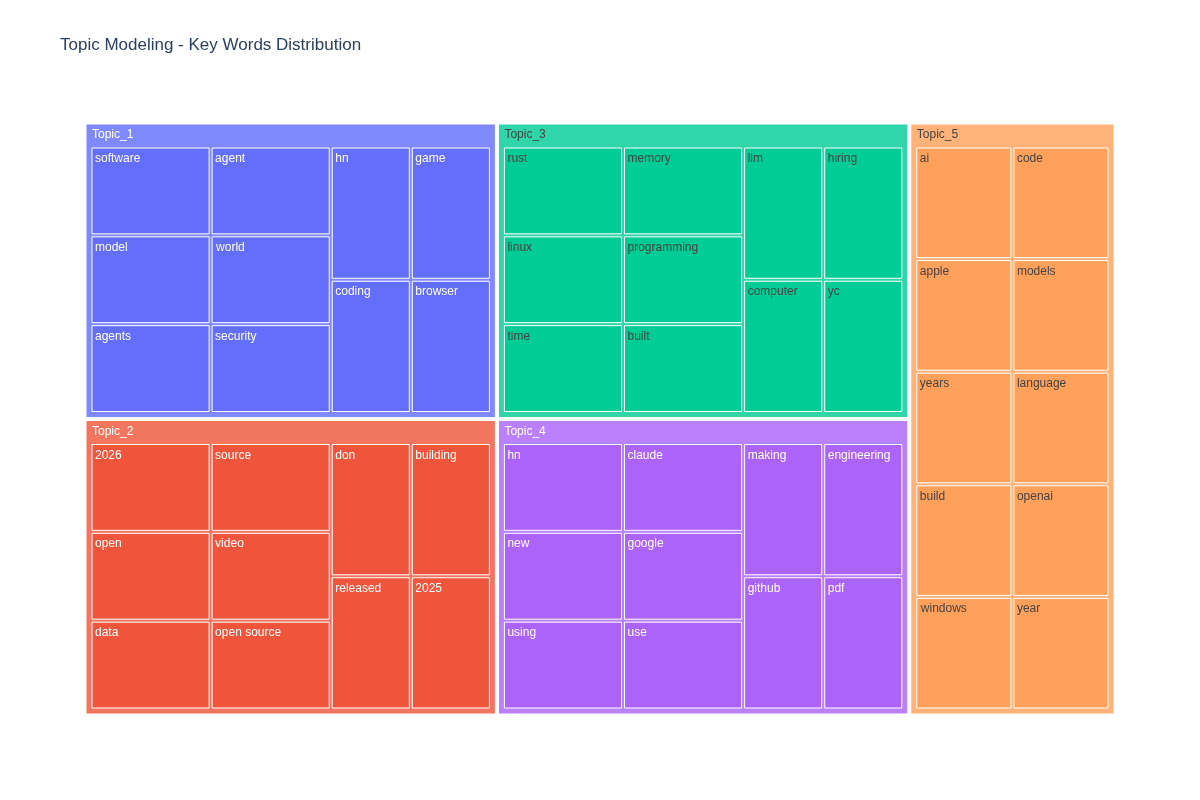 Topic Modeling - Key Words Distribution
Topic_1
software
agent
hn
game
model
world
coding
browser
agents
security
Topic_2
2026
source
don
building
open
video
released
2025
data
open source
Topic_3
rust
memory
llm
hiring
linux
programming
computer
yc
time
built
Topic_4
hn
claude
making
engineering
new
google
github
pdf
using
use
Topic_5
ai
code
apple
models
years
language
build
openai
windows
year